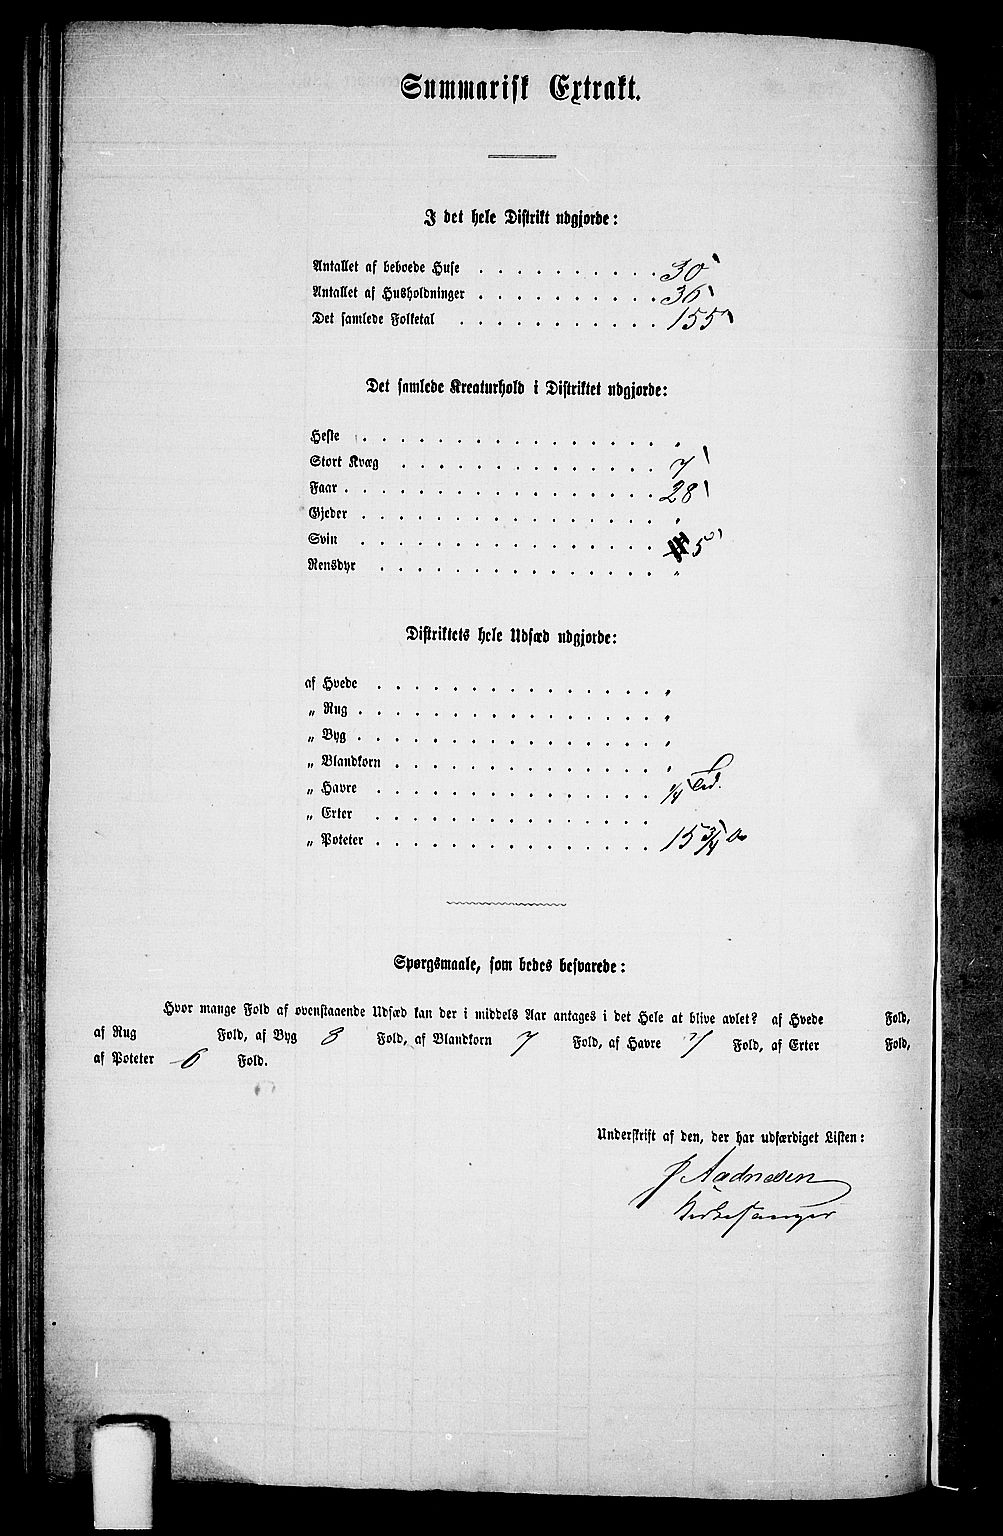 Summarisk Extrakt.
I det hele Distrikt udgjorde:
Antallet af beboede Huse . . . . . . . . . . 30
Antallet af Husholdninger . . . . . . . . . . 36
Det samlede Folketal . . . . . . . . . . . 155
Det samlede Kreaturhold i Distriktet udgjorde:
Heste . . . . . . . . . . . . . . . . . „
Stort Kvæg . . . . . . . . . . . . . . 7
Faar . . . . . . . . . . . . . . . . . 28
Gjeder . . . . . . . . . . . . . . . . „
Svin . . . . . . . . . . . . . . . . 5
Rensdyr . . . . . . . . . . . . . . . „
Distriktets hele Udsæd udgjorde:
af Hvede . . . . . . . . . . . . . . . „
„ Rug . . . . . . . . . . . . . . . . „
„ Byg . . . . . . . . . . . . . . . . „
„ Blandkorn . . . . . . . . . . . . . . „
„ Havre . . . . . . . . . . . . . . . 1/4 Td.
„ Erter . . . . . . . . . . . . . . .
„ Poteter . . . . . . . . . . . . . . . 15 3/4
Spørgsmaale, som bedes besvarede:
Hvor mange Fold af ovenstaaende Udsæd kan der i middels Aar antages i det Hele at blive avlet? af Hvede Fold,
af Rug Fold, af Byg 8 Fold, af Blandkorn 7 Fold, af Havre 7 Fold, af Erter Fold,
af Poteter 6 Fold.
Underskrift af den, der har udfærdiget Listen:
Aadnesen
Kirkesanger